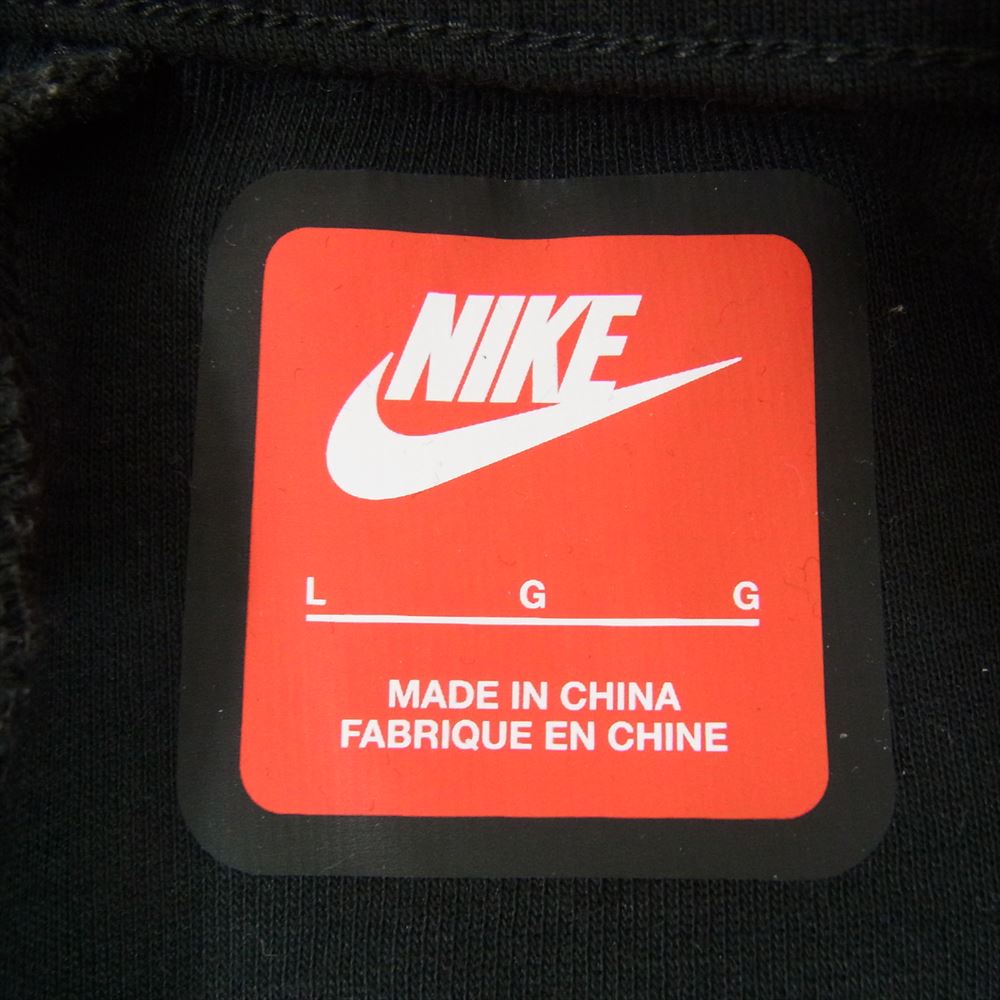 NIKE
L G G
MADE IN CHINA
FABRIQUE EN CHINE